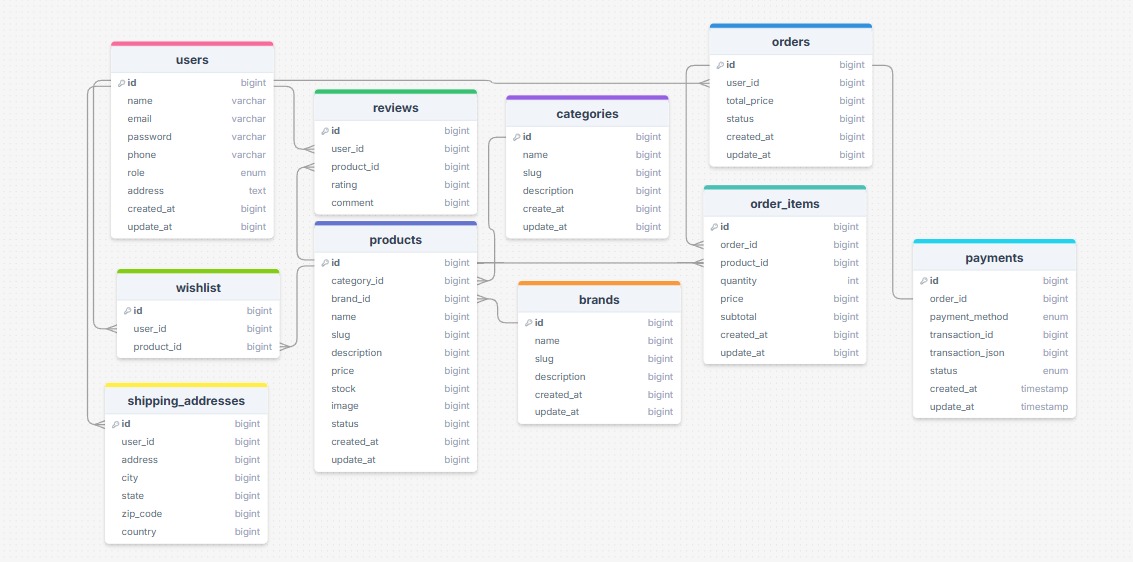 users
id bigint
name varchar
email varchar
password varchar
phone varchar
role enum
address text
created_at bigint
update_at bigint
reviews
id bigint
user_id bigint
product_id bigint
rating bigint
comment bigint
categories
id bigint
name bigint
slug bigint
description bigint
create_at bigint
update_at bigint
orders
id bigint
user_id bigint
total_price bigint
status bigint
created_at bigint
update_at bigint
wishlist
id bigint
user_id bigint
product_id bigint
products
id bigint
category_id bigint
brand_id bigint
name bigint
slug bigint
description bigint
price bigint
stock bigint
image bigint
status bigint
created_at bigint
update_at bigint
brands
id bigint
name bigint
slug bigint
description bigint
created_at bigint
update_at bigint
order_items
id bigint
order_id bigint
product_id bigint
quantity int
price bigint
subtotal bigint
created_at bigint
update_at bigint
payments
id bigint
order_id bigint
payment_method enum
transaction_id bigint
transaction_json bigint
status enum
created_at timestamp
update_at timestamp
shipping_addresses
id bigint
user_id bigint
address bigint
city bigint
state bigint
zip_code bigint
country bigint